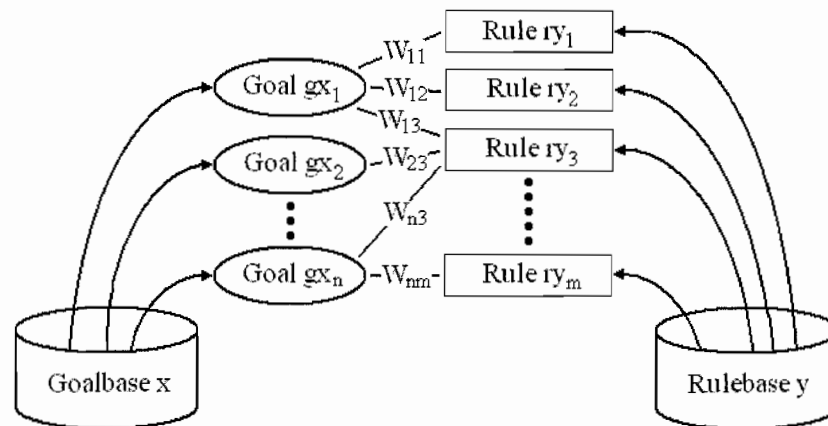 Rule ry₁
W₁₁
Goal gx₁
W₁₂
Rule ry₂
W₁₃
Goal gx₂
W₂₃
Rule ry₃
Wₙ₃
Goal gxₙ
Wₙₘ
Rule ryₘ
Goalbase x
Rulebase y